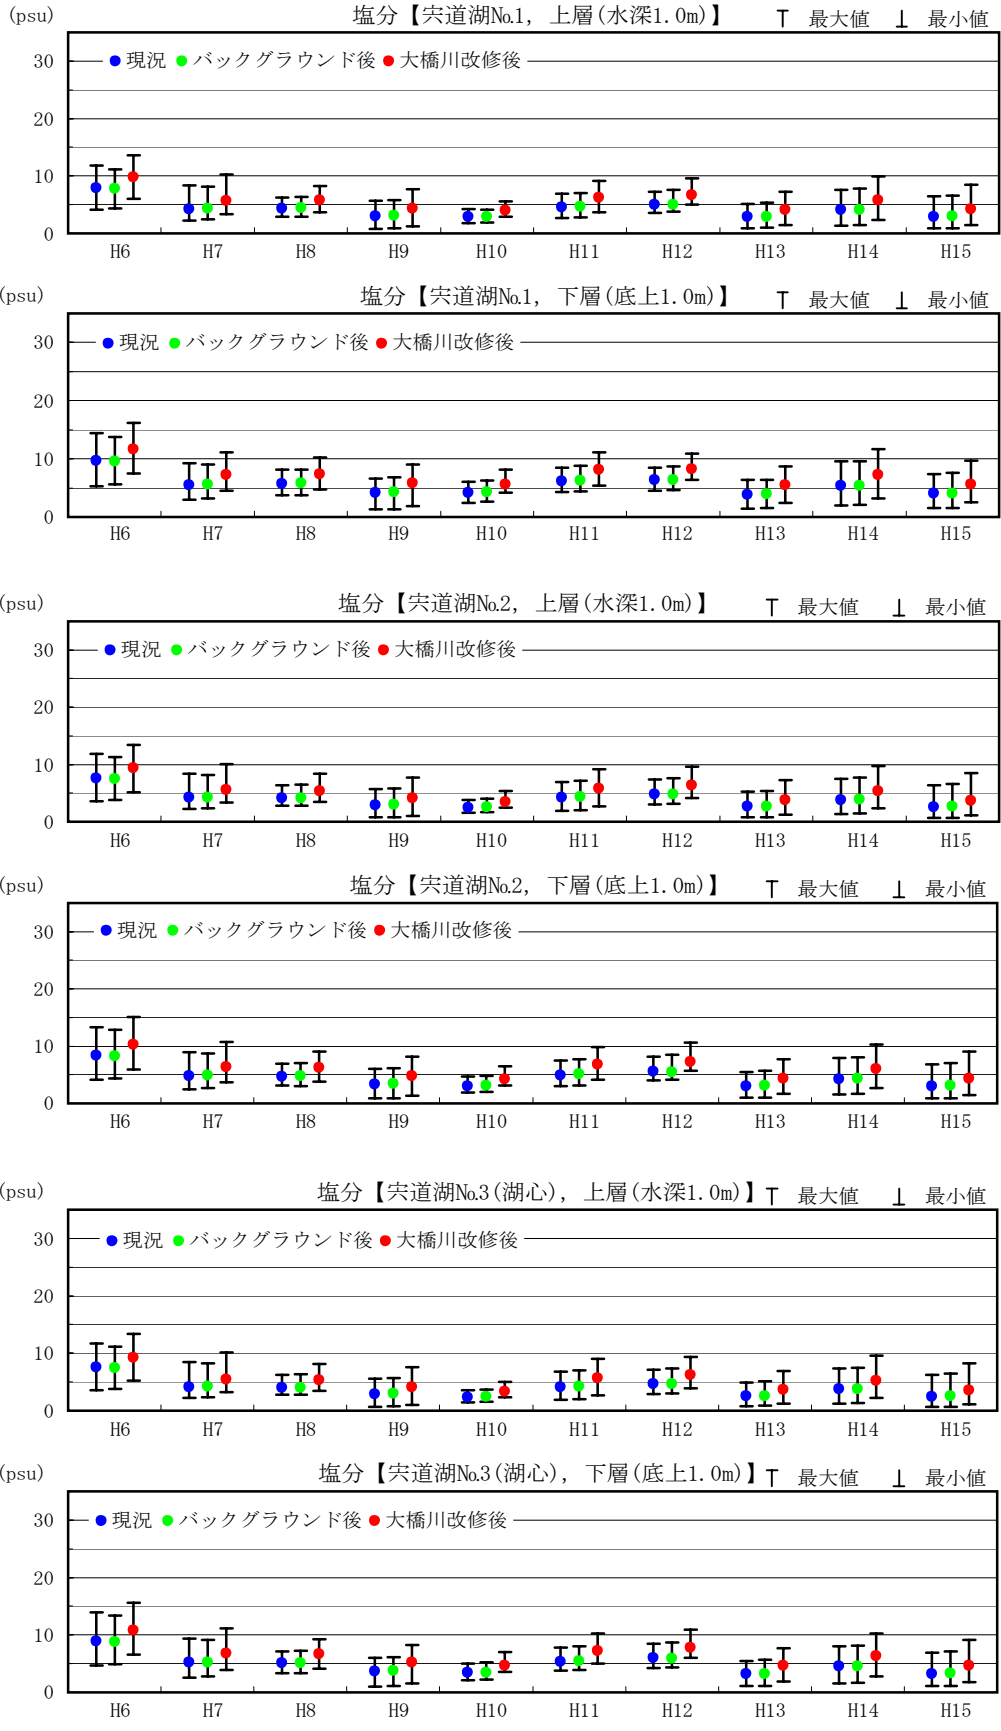 (psu) 塩分【宍道湖№1, 上層(水深1.0m)】 最大値 最小値
30 現況 バックグラウンド後 大橋川改修後
20
10
0
H6 H7 H8 H9 H10 H11 H12 H13 H14 H15
(psu) 塩分【宍道湖№1, 下層(底上1.0m)】 最大値 最小値
30 現況 バックグラウンド後 大橋川改修後
20
10
0
H6 H7 H8 H9 H10 H11 H12 H13 H14 H15
(psu) 塩分【宍道湖№2, 上層(水深1.0m)】 最大値 最小値
30 現況 バックグラウンド後 大橋川改修後
20
10
0
H6 H7 H8 H9 H10 H11 H12 H13 H14 H15
(psu) 塩分【宍道湖№2, 下層(底上1.0m)】 最大値 最小値
30 現況 バックグラウンド後 大橋川改修後
20
10
0
H6 H7 H8 H9 H10 H11 H12 H13 H14 H15
(psu) 塩分【宍道湖№3(湖心), 上層(水深1.0m)】 最大値 最小値
30 現況 バックグラウンド後 大橋川改修後
20
10
0
H6 H7 H8 H9 H10 H11 H12 H13 H14 H15
(psu) 塩分【宍道湖№3(湖心), 下層(底上1.0m)】 最大値 最小値
30 現況 バックグラウンド後 大橋川改修後
20
10
0
H6 H7 H8 H9 H10 H11 H12 H13 H14 H15